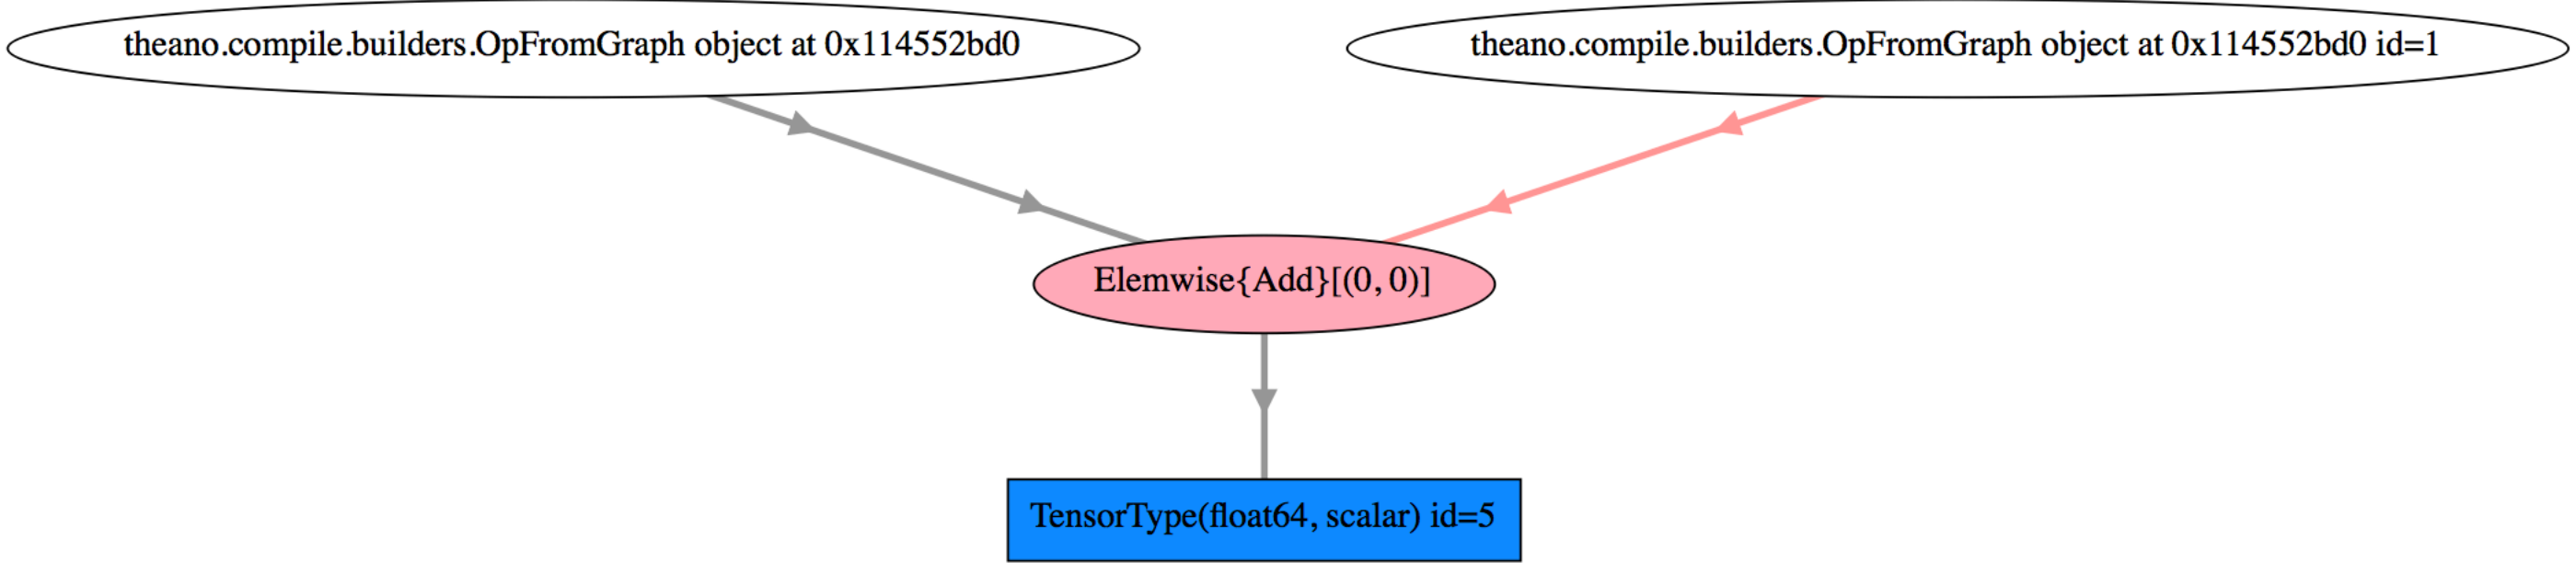 theano.compile.builders.OpFromGraph object at 0x114552bd0
theano.compile.builders.OpFromGraph object at 0x114552bd0 id=1
Elemwise{Add}[(0, 0)]
TensorType(float64, scalar) id=5